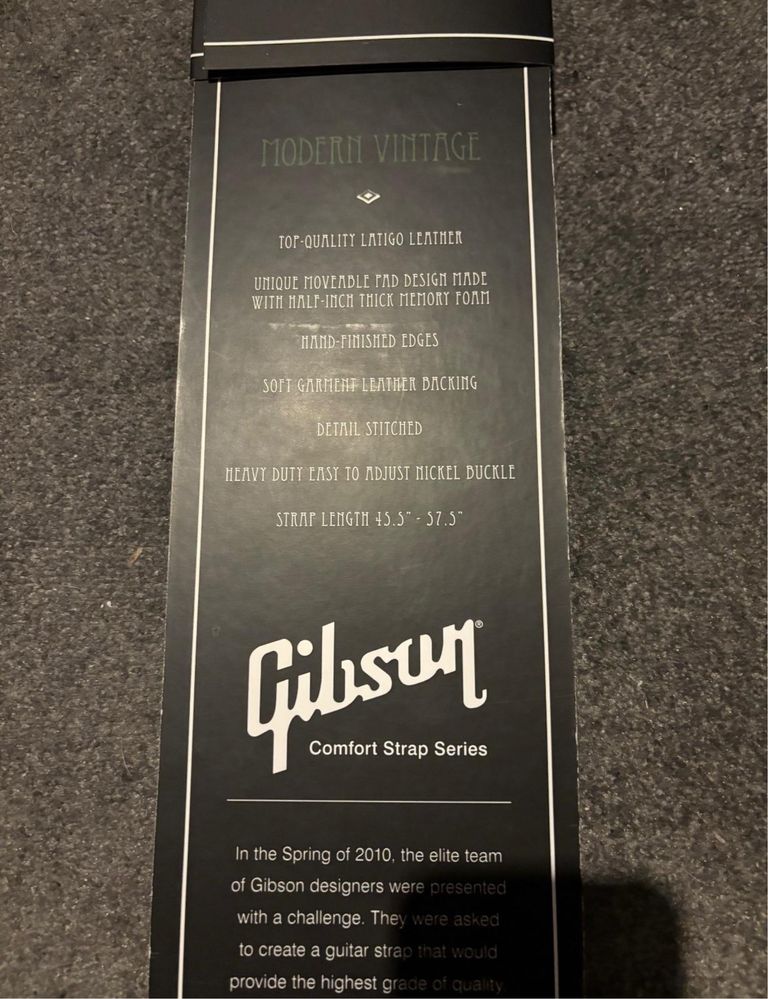 MODERN VINTAGE
TOP-QUALITY LATIGO LEATHER
UNIQUE MOVEABLE PAD DESIGN MADE
WITH HALF-INCH THICK MEMORY FOAM
HAND-FINISHED EDGES
SOFT GARMENT LEATHER BACKING
DETAIL STITCHED
HEAVY DUTY EASY TO ADJUST NICKEL BUCKLE
STRAP LENGTH 45.5" - 57.5"
Gibson®
Comfort Strap Series
In the Spring of 2010, the elite team
of Gibson designers were presented
with a challenge. They were asked
to create a guitar strap that would
provide the highest grade of quality,